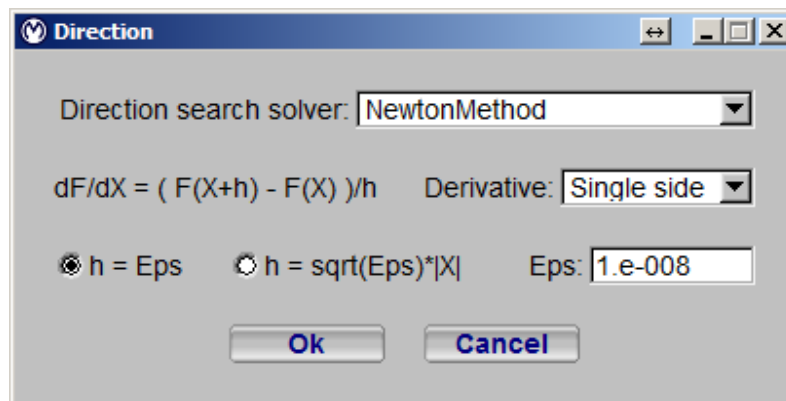 Direction
Direction search solver: NewtonMethod
dF/dX = ( F(X+h) - F(X) )/h Derivative: Single side
h = Eps h = sqrt(Eps)*|X| Eps: 1.e-008
Ok Cancel